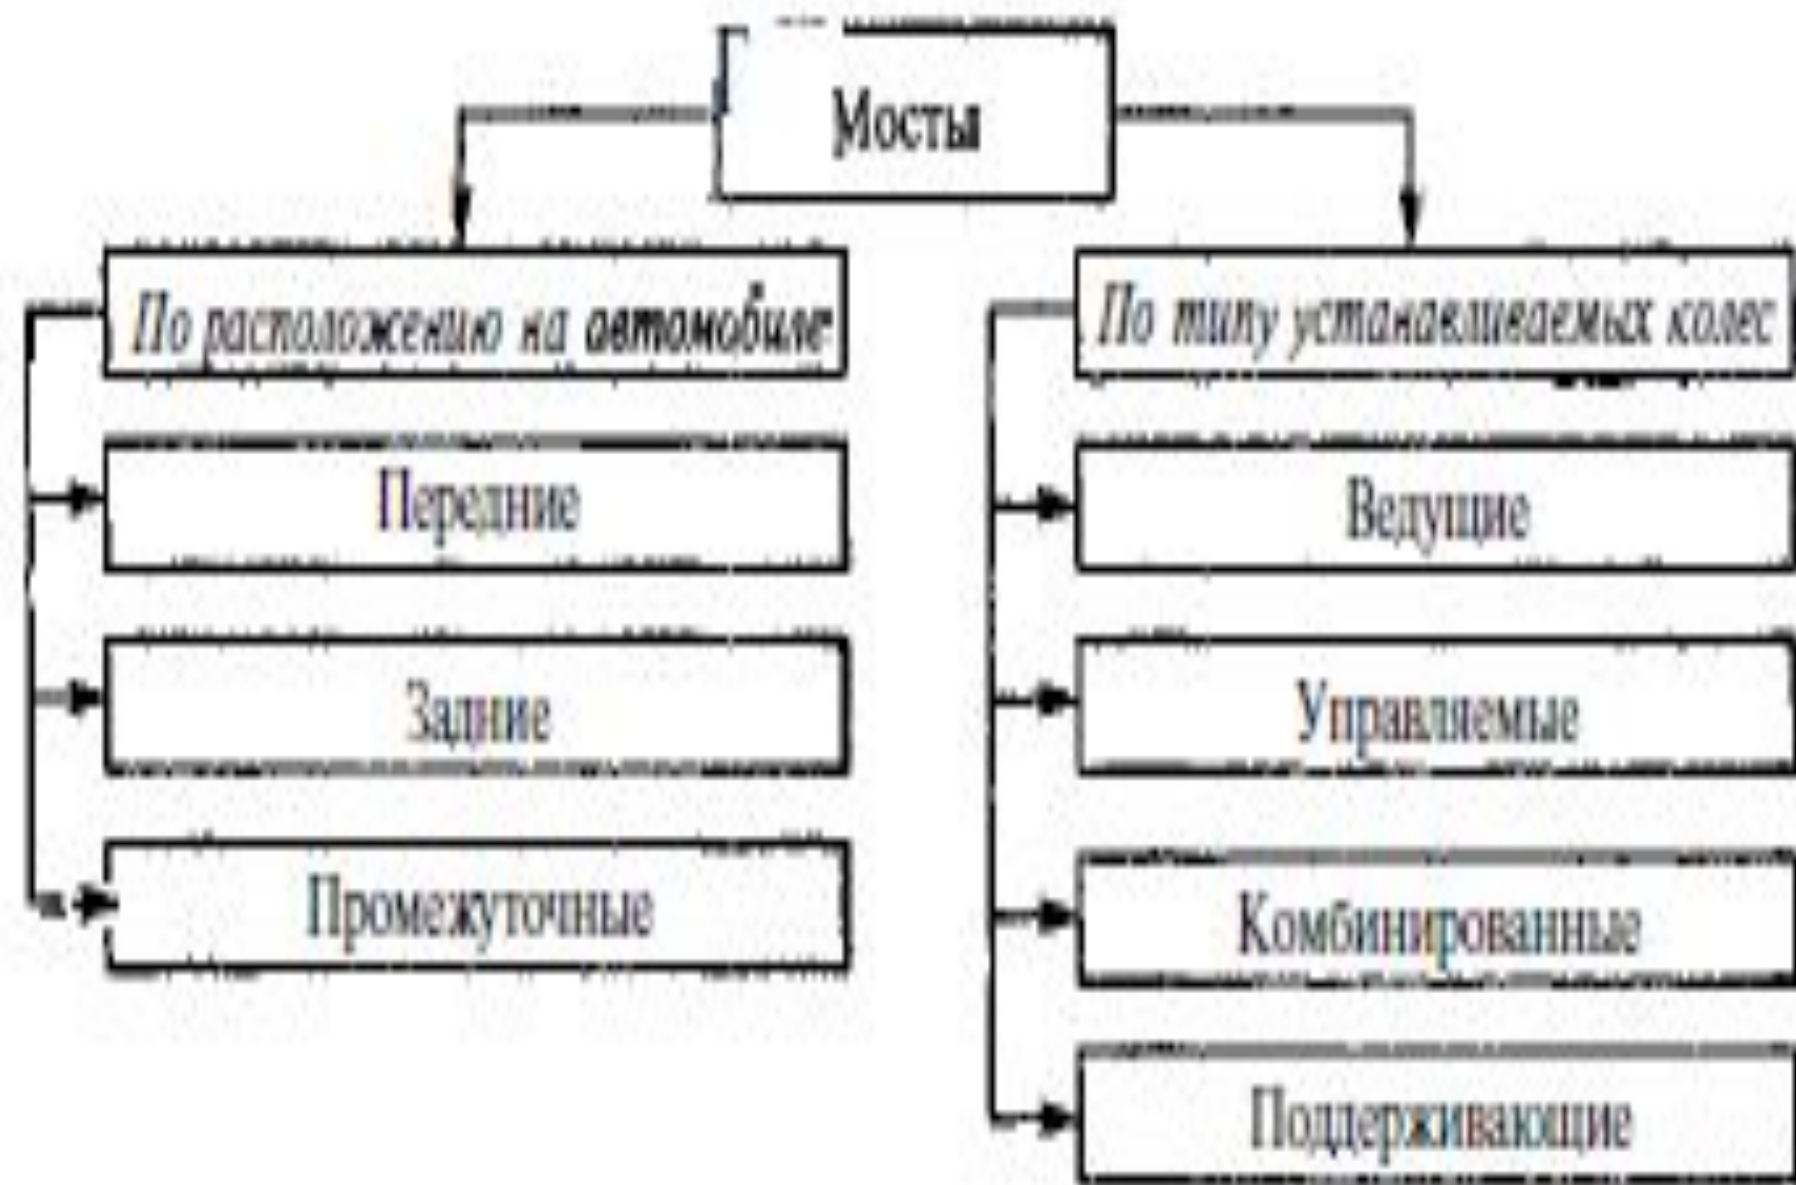 Мосты
По расположению на автомобиле
Передние
Задние
Промежуточные
По типу устанавливаемых колес
Ведущие
Управляемые
Комбинированные
Поддерживающие